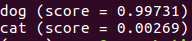 dog (score = 0.99731)
cat (score = 0.00269)